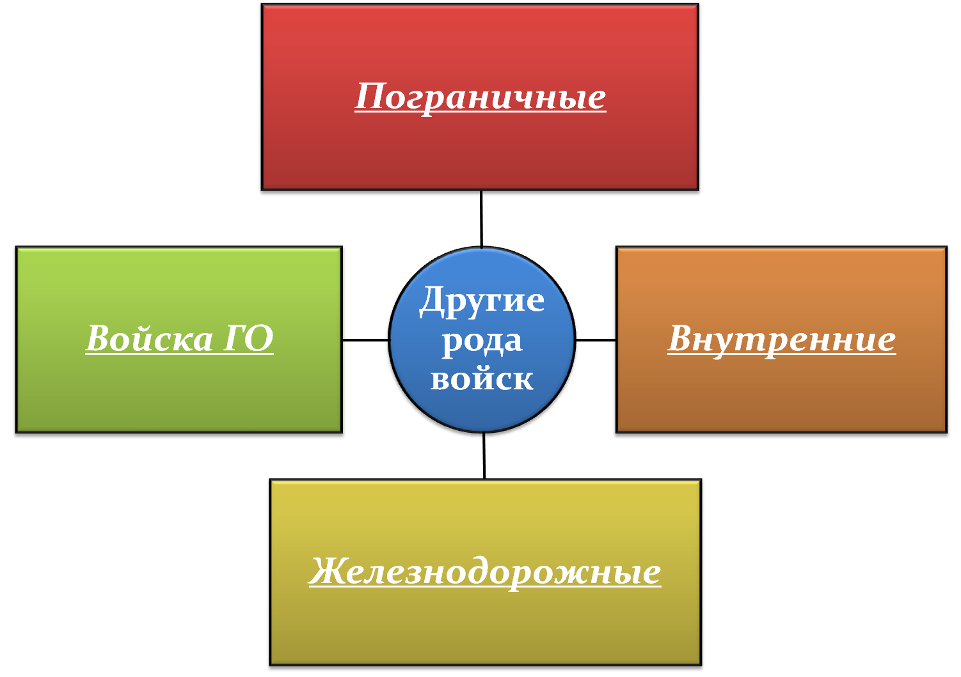 Пограничные
Войска ГО
Другие
рода
войск
Внутренние
Железнодорожные